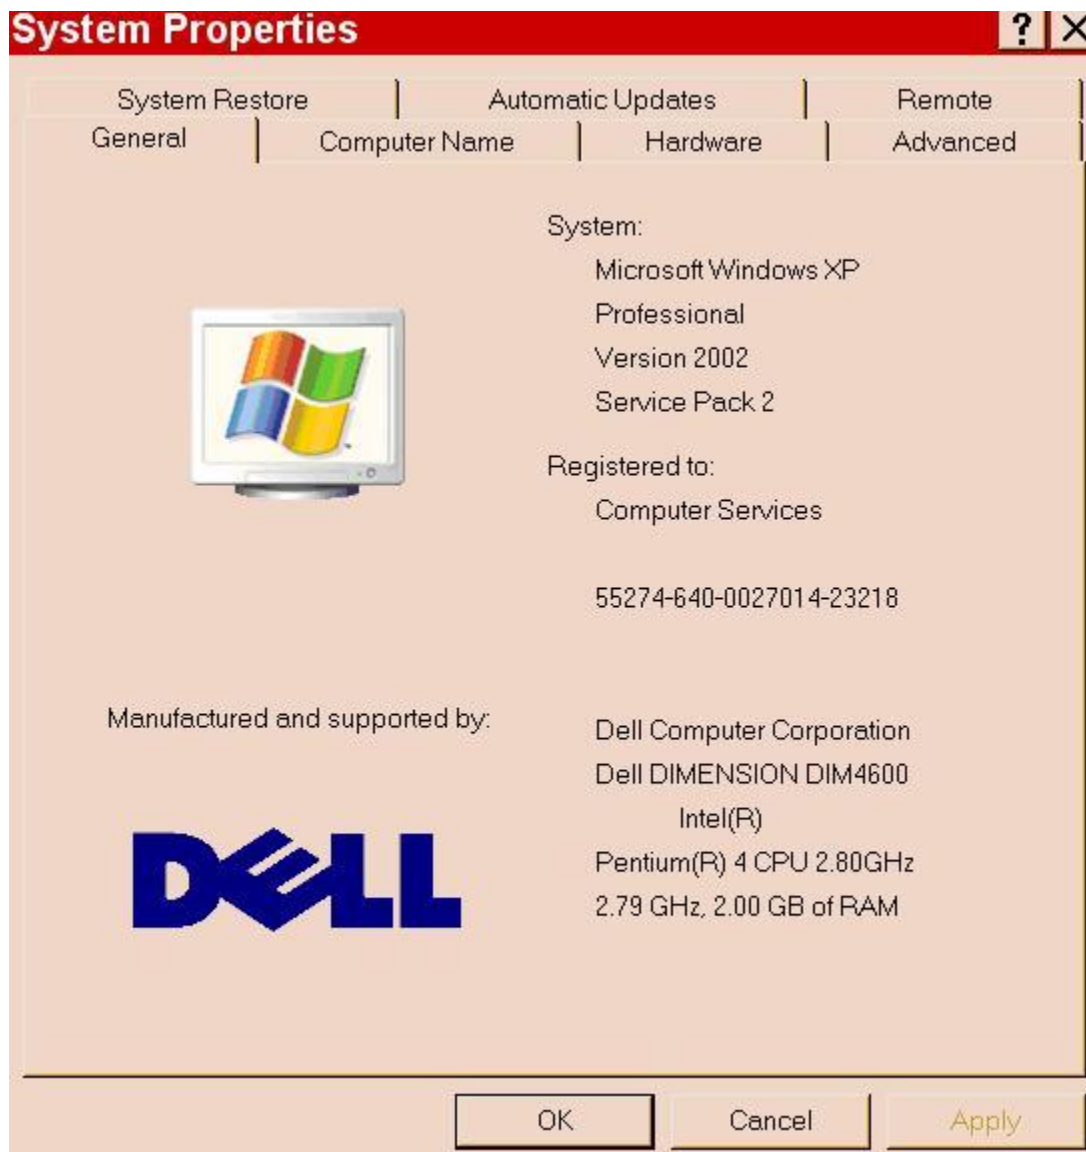 System Properties
?
System Restore
Automatic Updates
Remote
General
Computer Name
Hardware
Advanced
System:
Microsoft Windows XP
Professional
Version 2002
Service Pack 2
Registered to:
Computer Services
55274-640-0027014-23218
Manufactured and supported by:
Dell Computer Corporation
Dell DIMENSION DIM4600
Intel(R)
Pentium(R) 4 CPU 2.80GHz
2.79 GHz, 2.00 GB of RAM
DELL
OK
Cancel
Apply